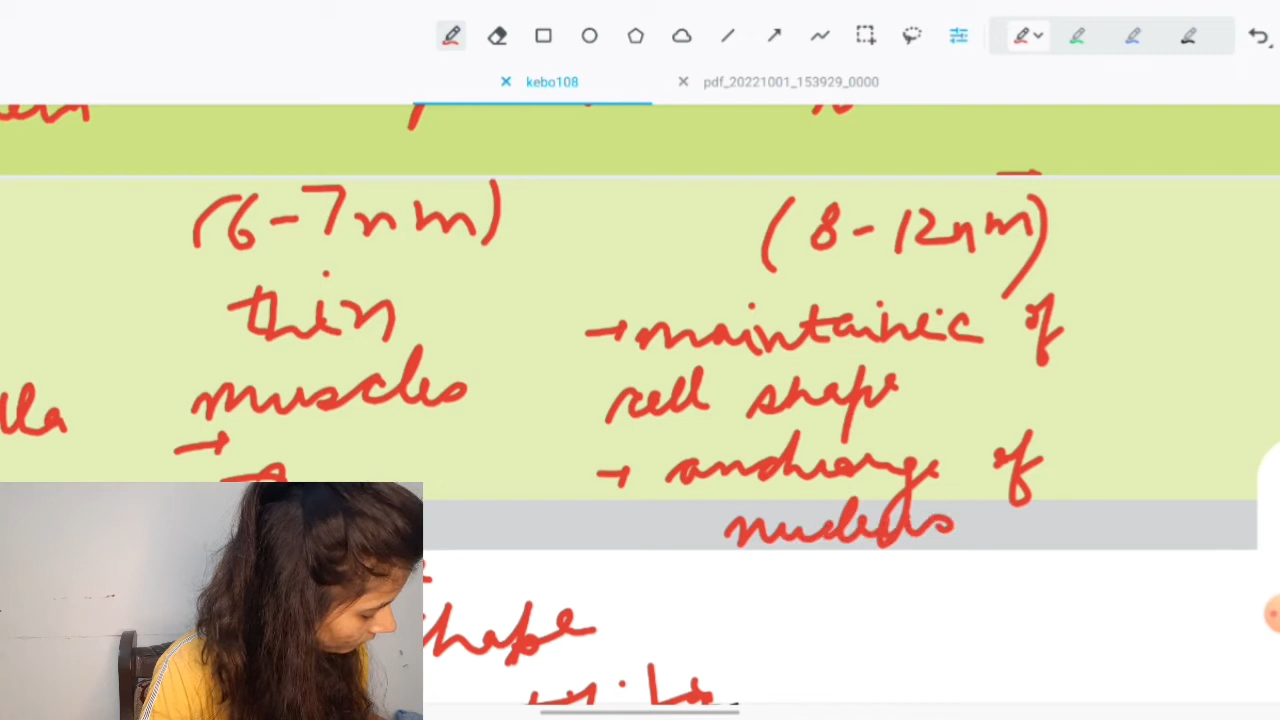 kebo108
pdf_20221001_153929_0000
(6-7nm)
(8-12nm)
thin
→ maintainic of
muscles
cell shape
→
→ anchorage of
nucleus
shape